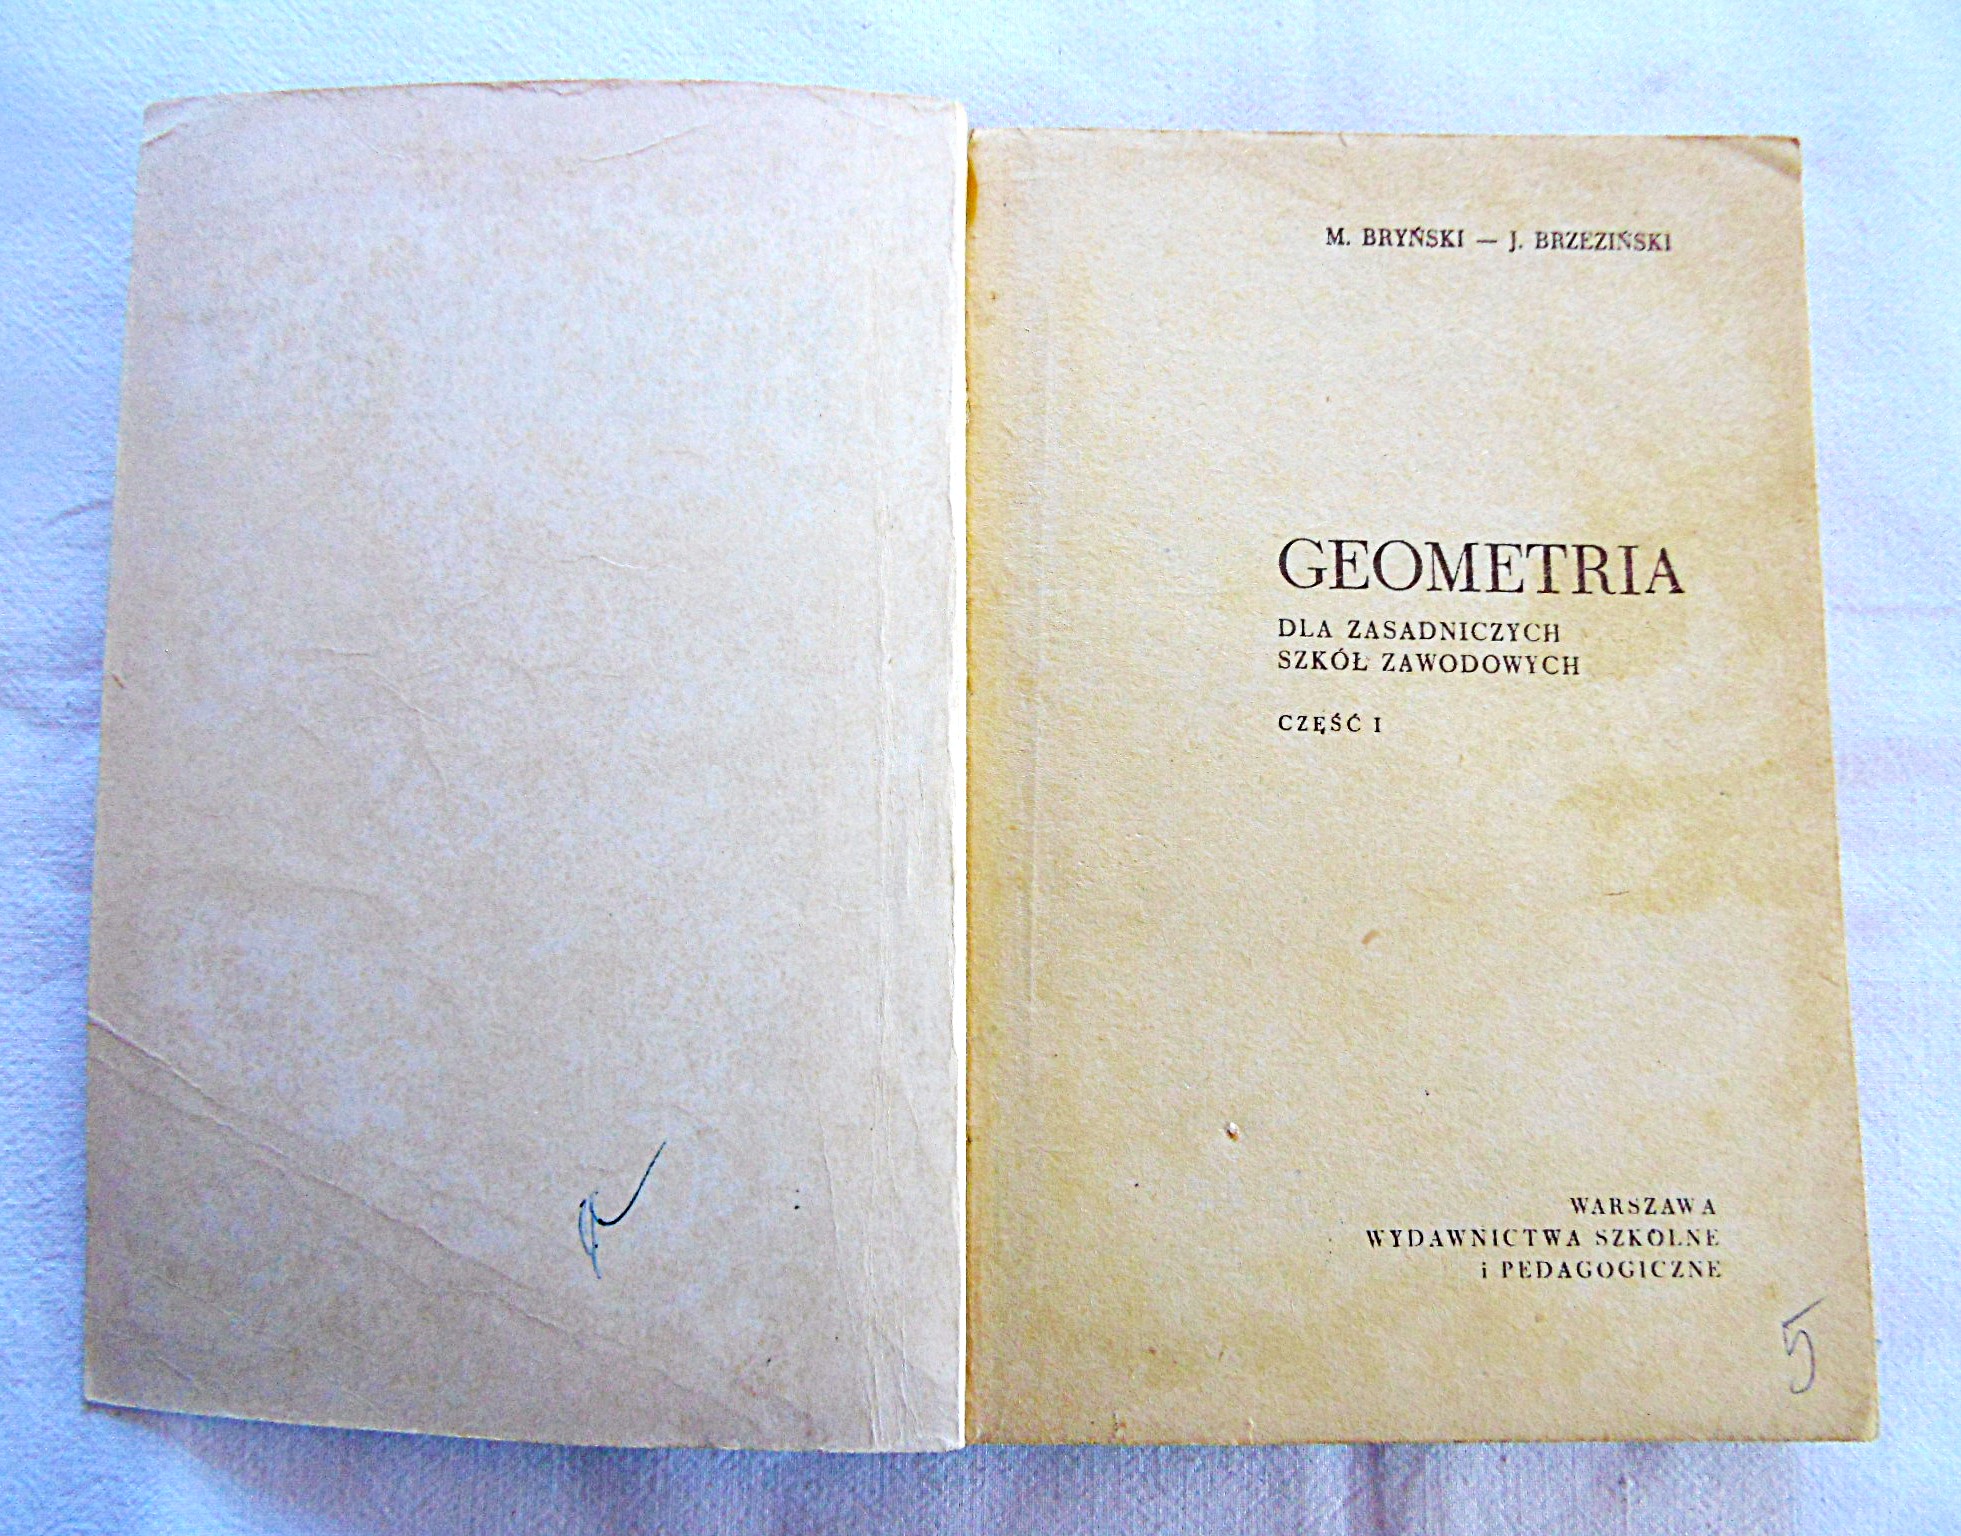 M. BRYŃSKI — J. BRZEZIŃSKI
GEOMETRIA
DLA ZASADNICZYCH
SZKÓŁ ZAWODOWYCH
CZĘŚĆ I
WARSZAWA
WYDAWNICTWA SZKOLNE
i PEDAGOGICZNE
5